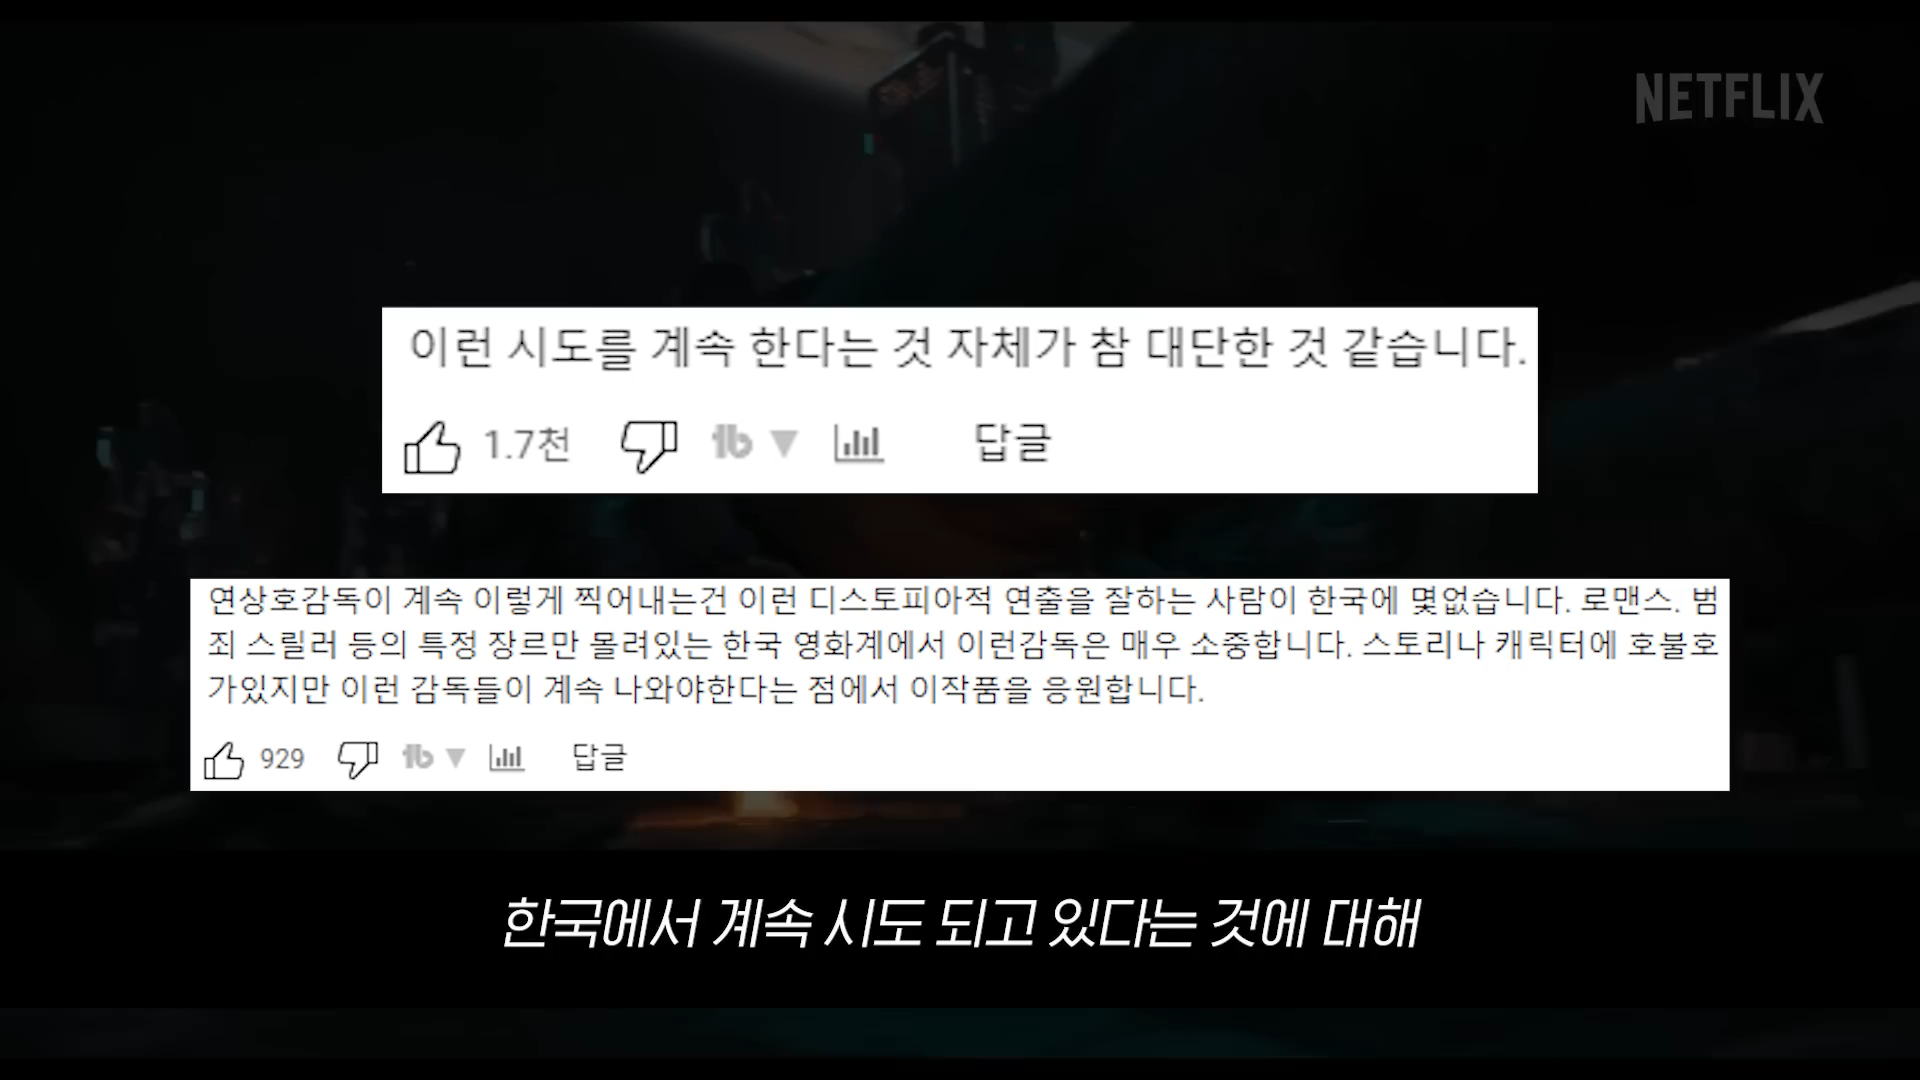 NETFLIX
이런 시도를 계속 한다는 것 자체가 참 대단한 것 같습니다.
1.7천 tb 답글
연상호감독이 계속 이렇게 찍어내는건 이런 디스토피아적 연출을 잘하는 사람이 한국에 몇없습니다. 로맨스. 범
죄 스릴러 등의 특정 장르만 몰려있는 한국 영화계에서 이런감독은 매우 소중합니다. 스토리나 캐릭터에 호불호
가있지만 이런 감독들이 계속 나와야한다는 점에서 이작품을 응원합니다.
929 tb 답글
한국에서 계속 시도 되고 있다는 것에 대해